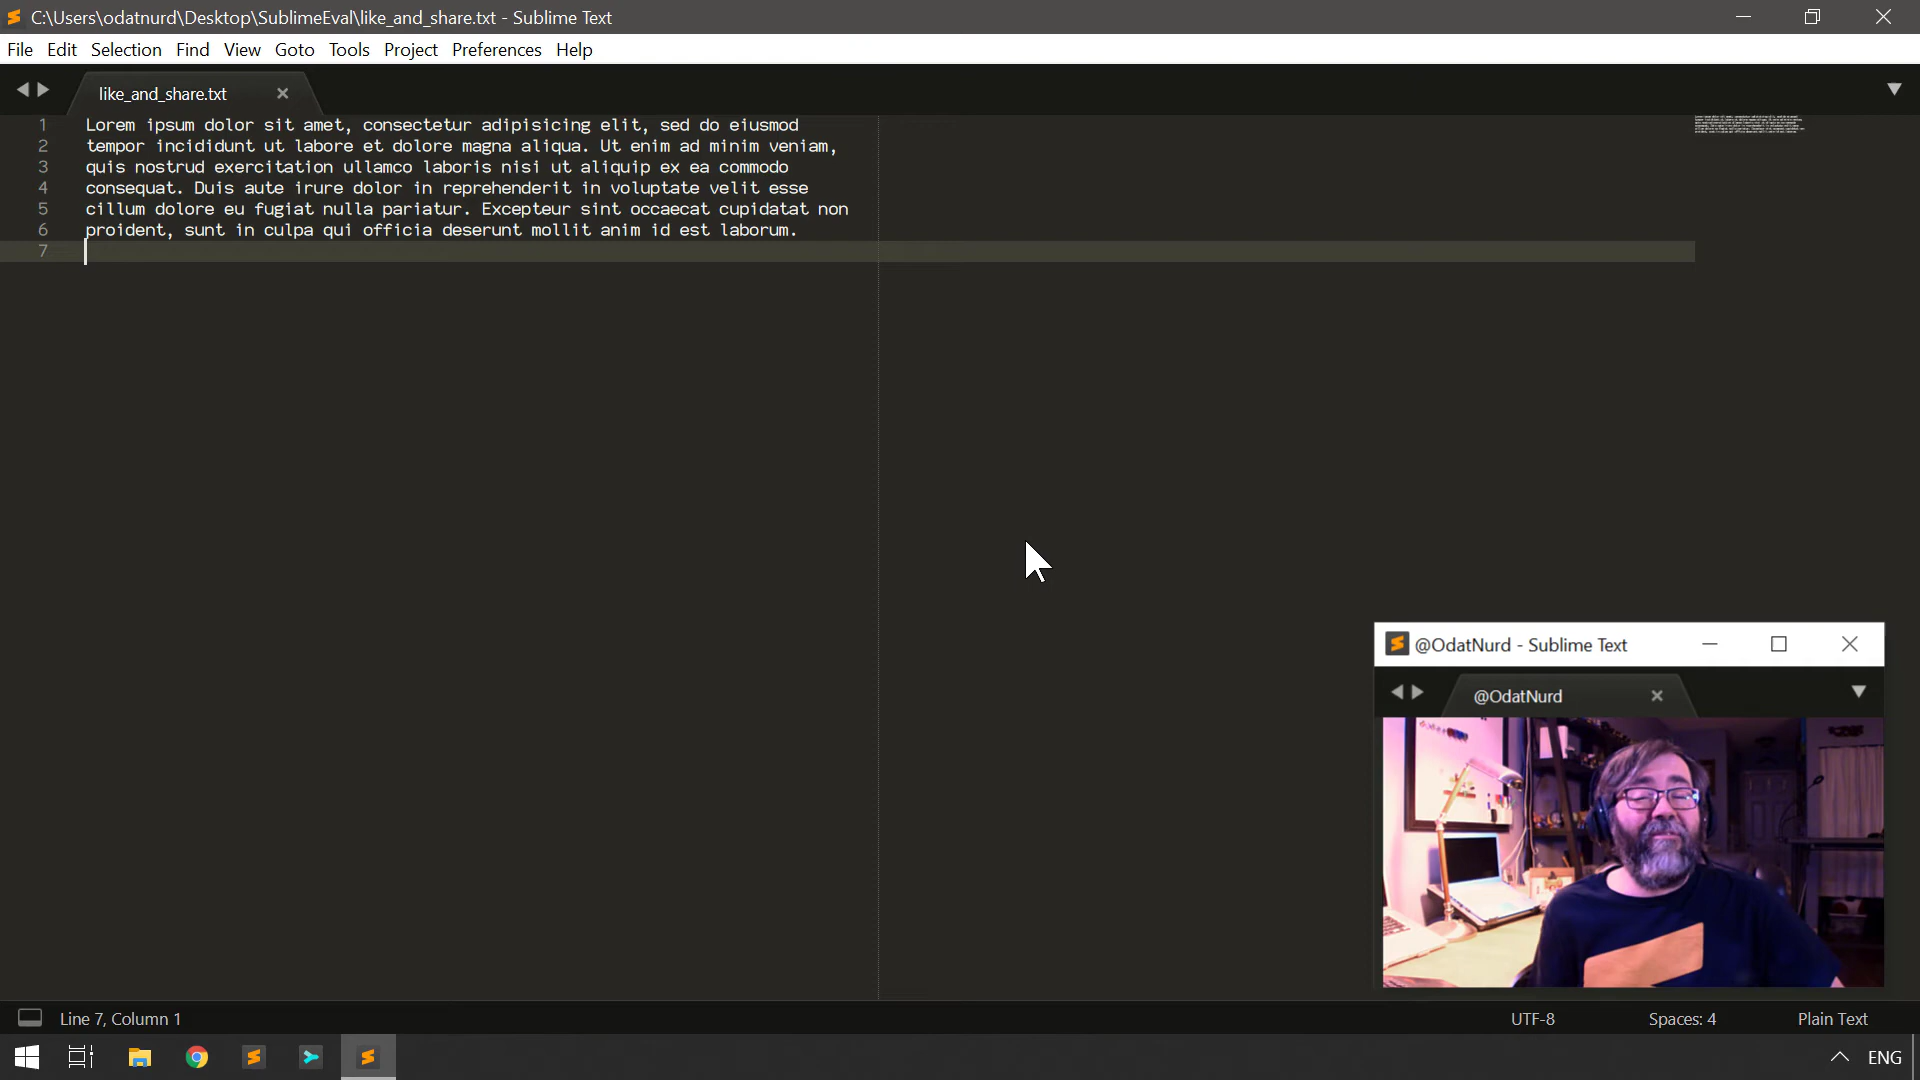 C:\Users\odatnurd\Desktop\SublimeEval\like_and_share.txt - Sublime Text
File Edit Selection Find View Goto Tools Project Preferences Help
like_and_share.txt
1 Lorem ipsum dolor sit amet, consectetur adipisicing elit, sed do eiusmod
2 tempor incididunt ut labore et dolore magna aliqua. Ut enim ad minim veniam,
3 quis nostrud exercitation ullamco laboris nisi ut aliquip ex ea commodo
4 consequat. Duis aute irure dolor in reprehenderit in voluptate velit esse
5 cillum dolore eu fugiat nulla pariatur. Excepteur sint occaecat cupidatat non
6 proident, sunt in culpa qui officia deserunt mollit anim id est laborum.
7
@OdatNurd - Sublime Text
@OdatNurd
Line 7, Column 1
UTF-8
Spaces: 4
Plain Text
ENG